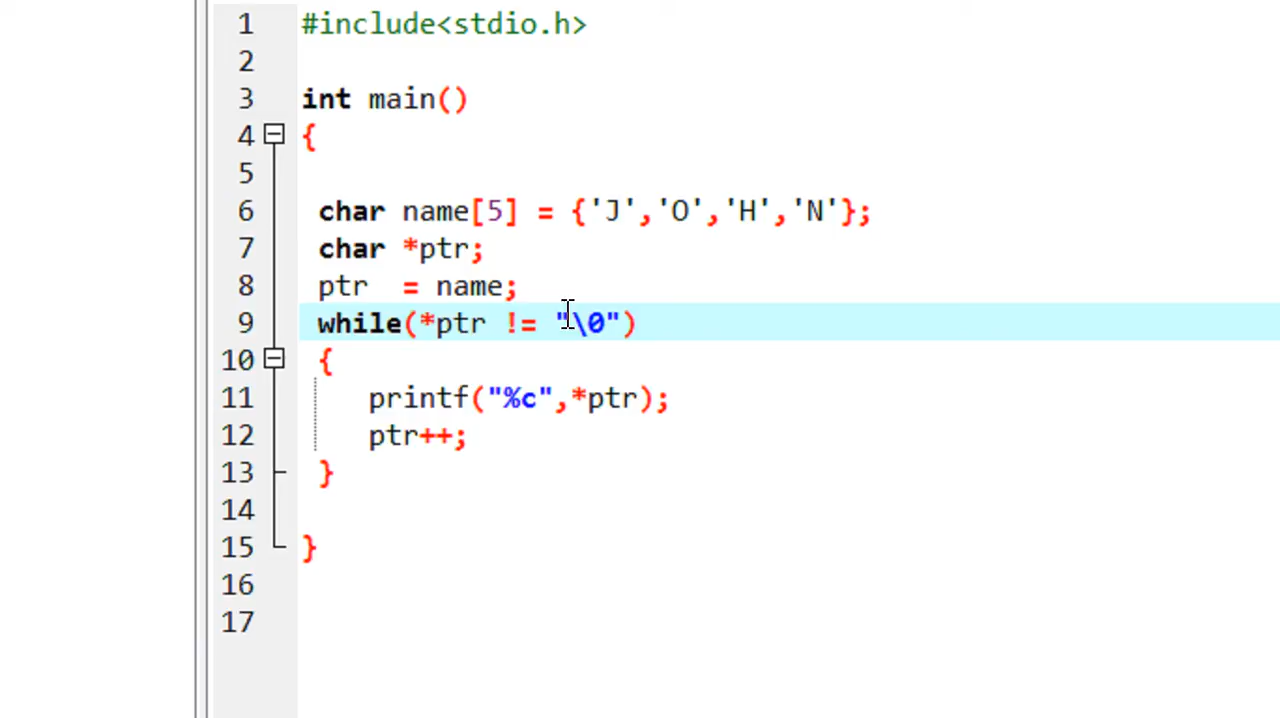 1 #include<stdio.h>
2
3 int main()
4 {
5
6 char name[5] = {'J','O','H','N'};
7 char *ptr;
8 ptr  = name;
9 while(*ptr != "\0")
10 {
11 printf("%c",*ptr);
12 ptr++;
13 }
14
15 }
16
17